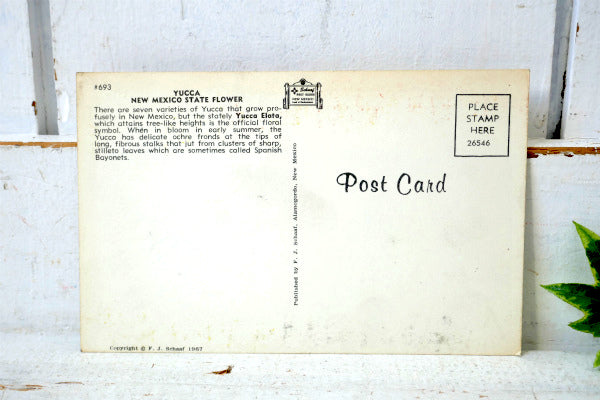 #693
YUCCA
NEW MEXICO STATE FLOWER
There are seven varieties of Yucca that grow pro-
fusely in New Mexico, but the stately Yucca Elata,
which attains tree-like heights is the official floral
symbol. When in bloom in early summer, the
Yucca has delicate ochre fronds at the tips of
long, fibrous stalks that jut from clusters of sharp,
stilleto leaves which are sometimes called Spanish
Bayonets.
Copyright © F. J. Schaaf 1967
Published by F. J. Schaaf, Alamogordo, New Mexico
Schaaf
Post Card
PLACE
STAMP
HERE
26546